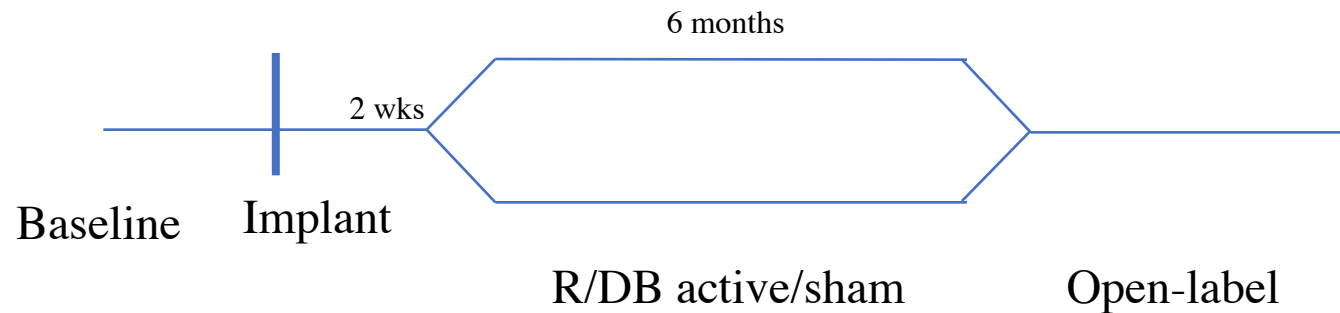 6 months
2 wks
Baseline
Implant
R/DB active/sham
Open-label